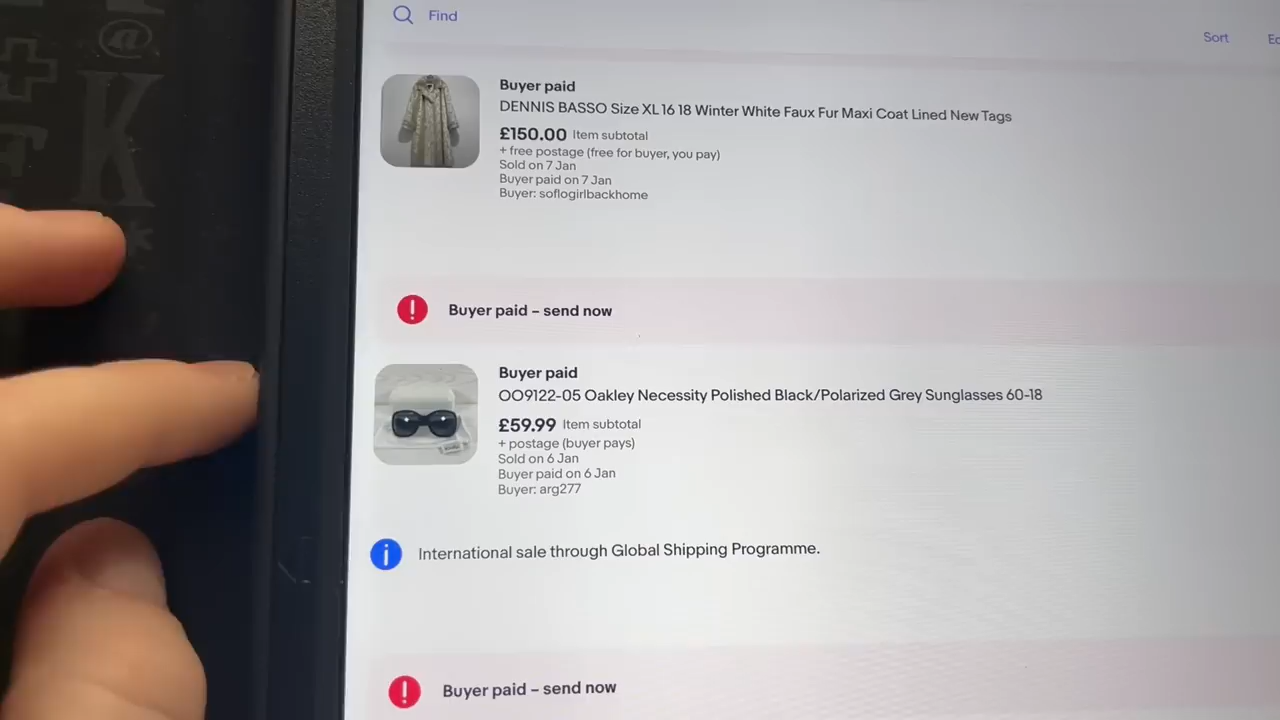 @
K
Find
Sort
Buyer paid
DENNIS BASSO Size XL 16 18 Winter White Faux Fur Maxi Coat Lined New Tags
£150.00 Item subtotal
+ free postage (free for buyer, you pay)
Sold on 7 Jan
Buyer paid on 7 Jan
Buyer: soflogirlbackhome
Buyer paid – send now
Buyer paid
OO9122-05 Oakley Necessity Polished Black/Polarized Grey Sunglasses 60-18
£59.99 Item subtotal
+ postage (buyer pays)
Sold on 6 Jan
Buyer paid on 6 Jan
Buyer: arg277
International sale through Global Shipping Programme.
Buyer paid – send now